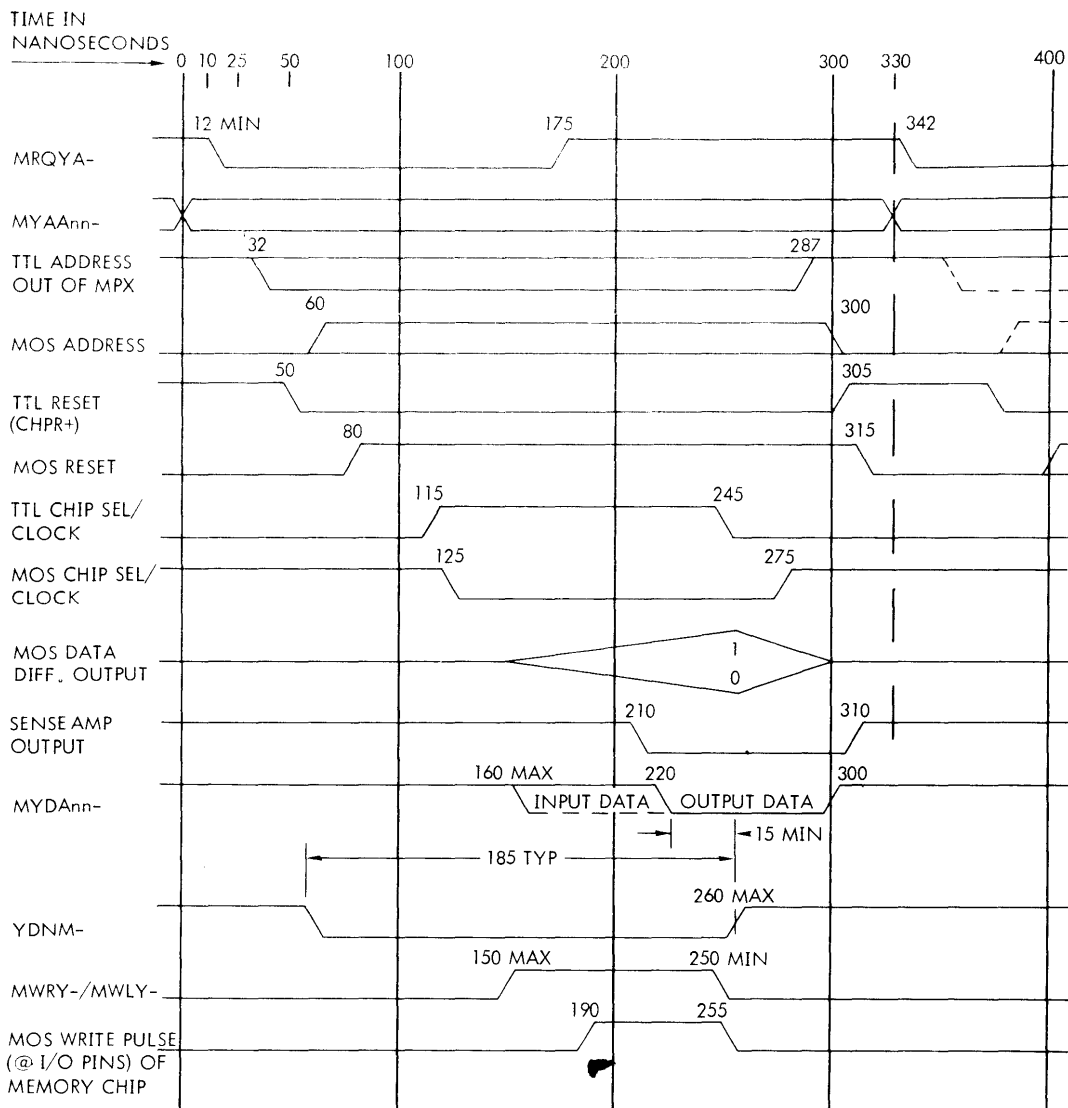 TIME IN
NANOSECONDS
0 10 25 50 100 200 300 330 400
12 MIN 175 342
MRQYA-
MYAAnn-
32 287
TTL ADDRESS
OUT OF MPX
60 300
MOS ADDRESS
50 305
TTL RESET
(CHPR+)
80 315
MOS RESET
115 245
TTL CHIP SEL/
CLOCK
125 275
MOS CHIP SEL/
CLOCK
MOS DATA
DIFF. OUTPUT
1
0
SENSE AMP
OUTPUT
210 310
160 MAX 220 300
MYDAnn-
INPUT DATA OUTPUT DATA
15 MIN
185 TYP
260 MAX
YDNM-
150 MAX 250 MIN
MWRY-/MWLY-
190 255
MOS WRITE PULSE
(@ I/O PINS) OF
MEMORY CHIP